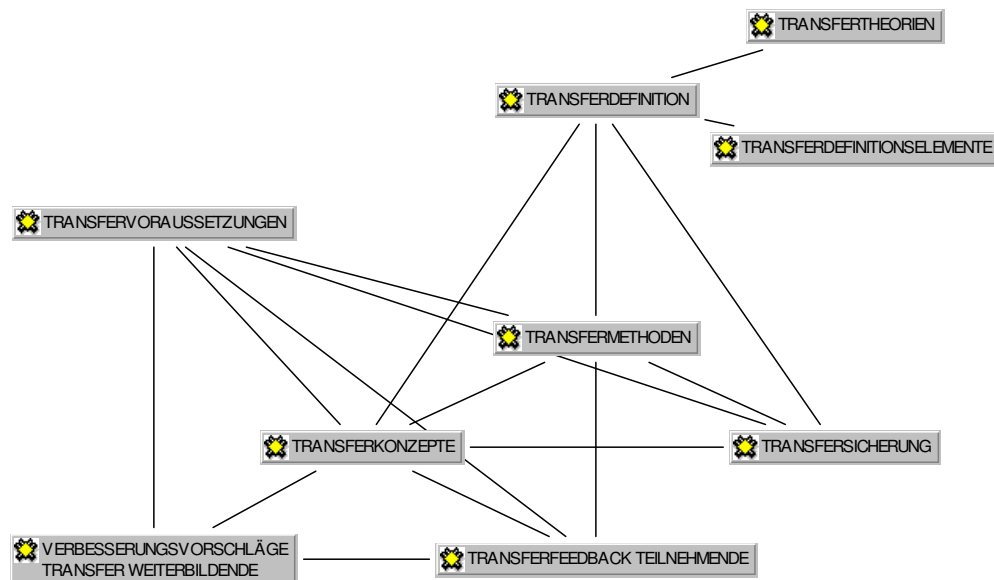 TRANSFERTHEORIEN
TRANSFERDEFINITION
TRANSFERDEFINITIONSELEMENTE
TRANSFERVORAUSSETZUNGEN
TRANSFERMETHODEN
TRANSFERKONZEPTE
TRANSFERSICHERUNG
VERBESSERUNGSVORSCHLÄGE
TRANSFER WEITERBILDENDE
TRANSFERFEEDBACK TEILNEHMENDE